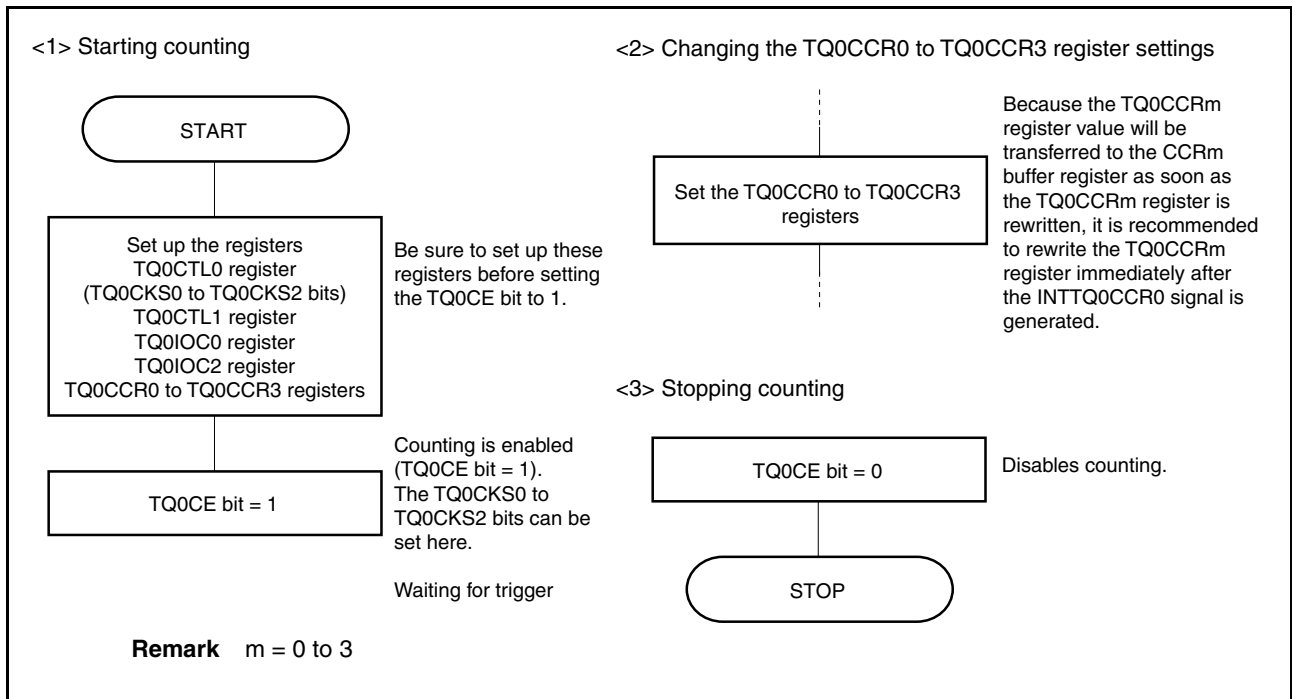 <1> Starting counting
START
Set up the registers
TQ0CTL0 register
(TQ0CKS0 to TQ0CKS2 bits)
TQ0CTL1 register
TQ0IOC0 register
TQ0IOC2 register
TQ0CCR0 to TQ0CCR3 registers
Be sure to set up these
registers before setting
the TQ0CE bit to 1.
TQ0CE bit = 1
Counting is enabled
(TQ0CE bit = 1).
The TQ0CKS0 to
TQ0CKS2 bits can be
set here.
Waiting for trigger
<2> Changing the TQ0CCR0 to TQ0CCR3 register settings
Set the TQ0CCR0 to TQ0CCR3
registers
Because the TQ0CCRm
register value will be
transferred to the CCRm
buffer register as soon as
the TQ0CCRm register is
rewritten, it is recommended
to rewrite the TQ0CCRm
register immediately after
the INTTQ0CCR0 signal is
generated.
<3> Stopping counting
TQ0CE bit = 0
Disables counting.
STOP
Remark m = 0 to 3